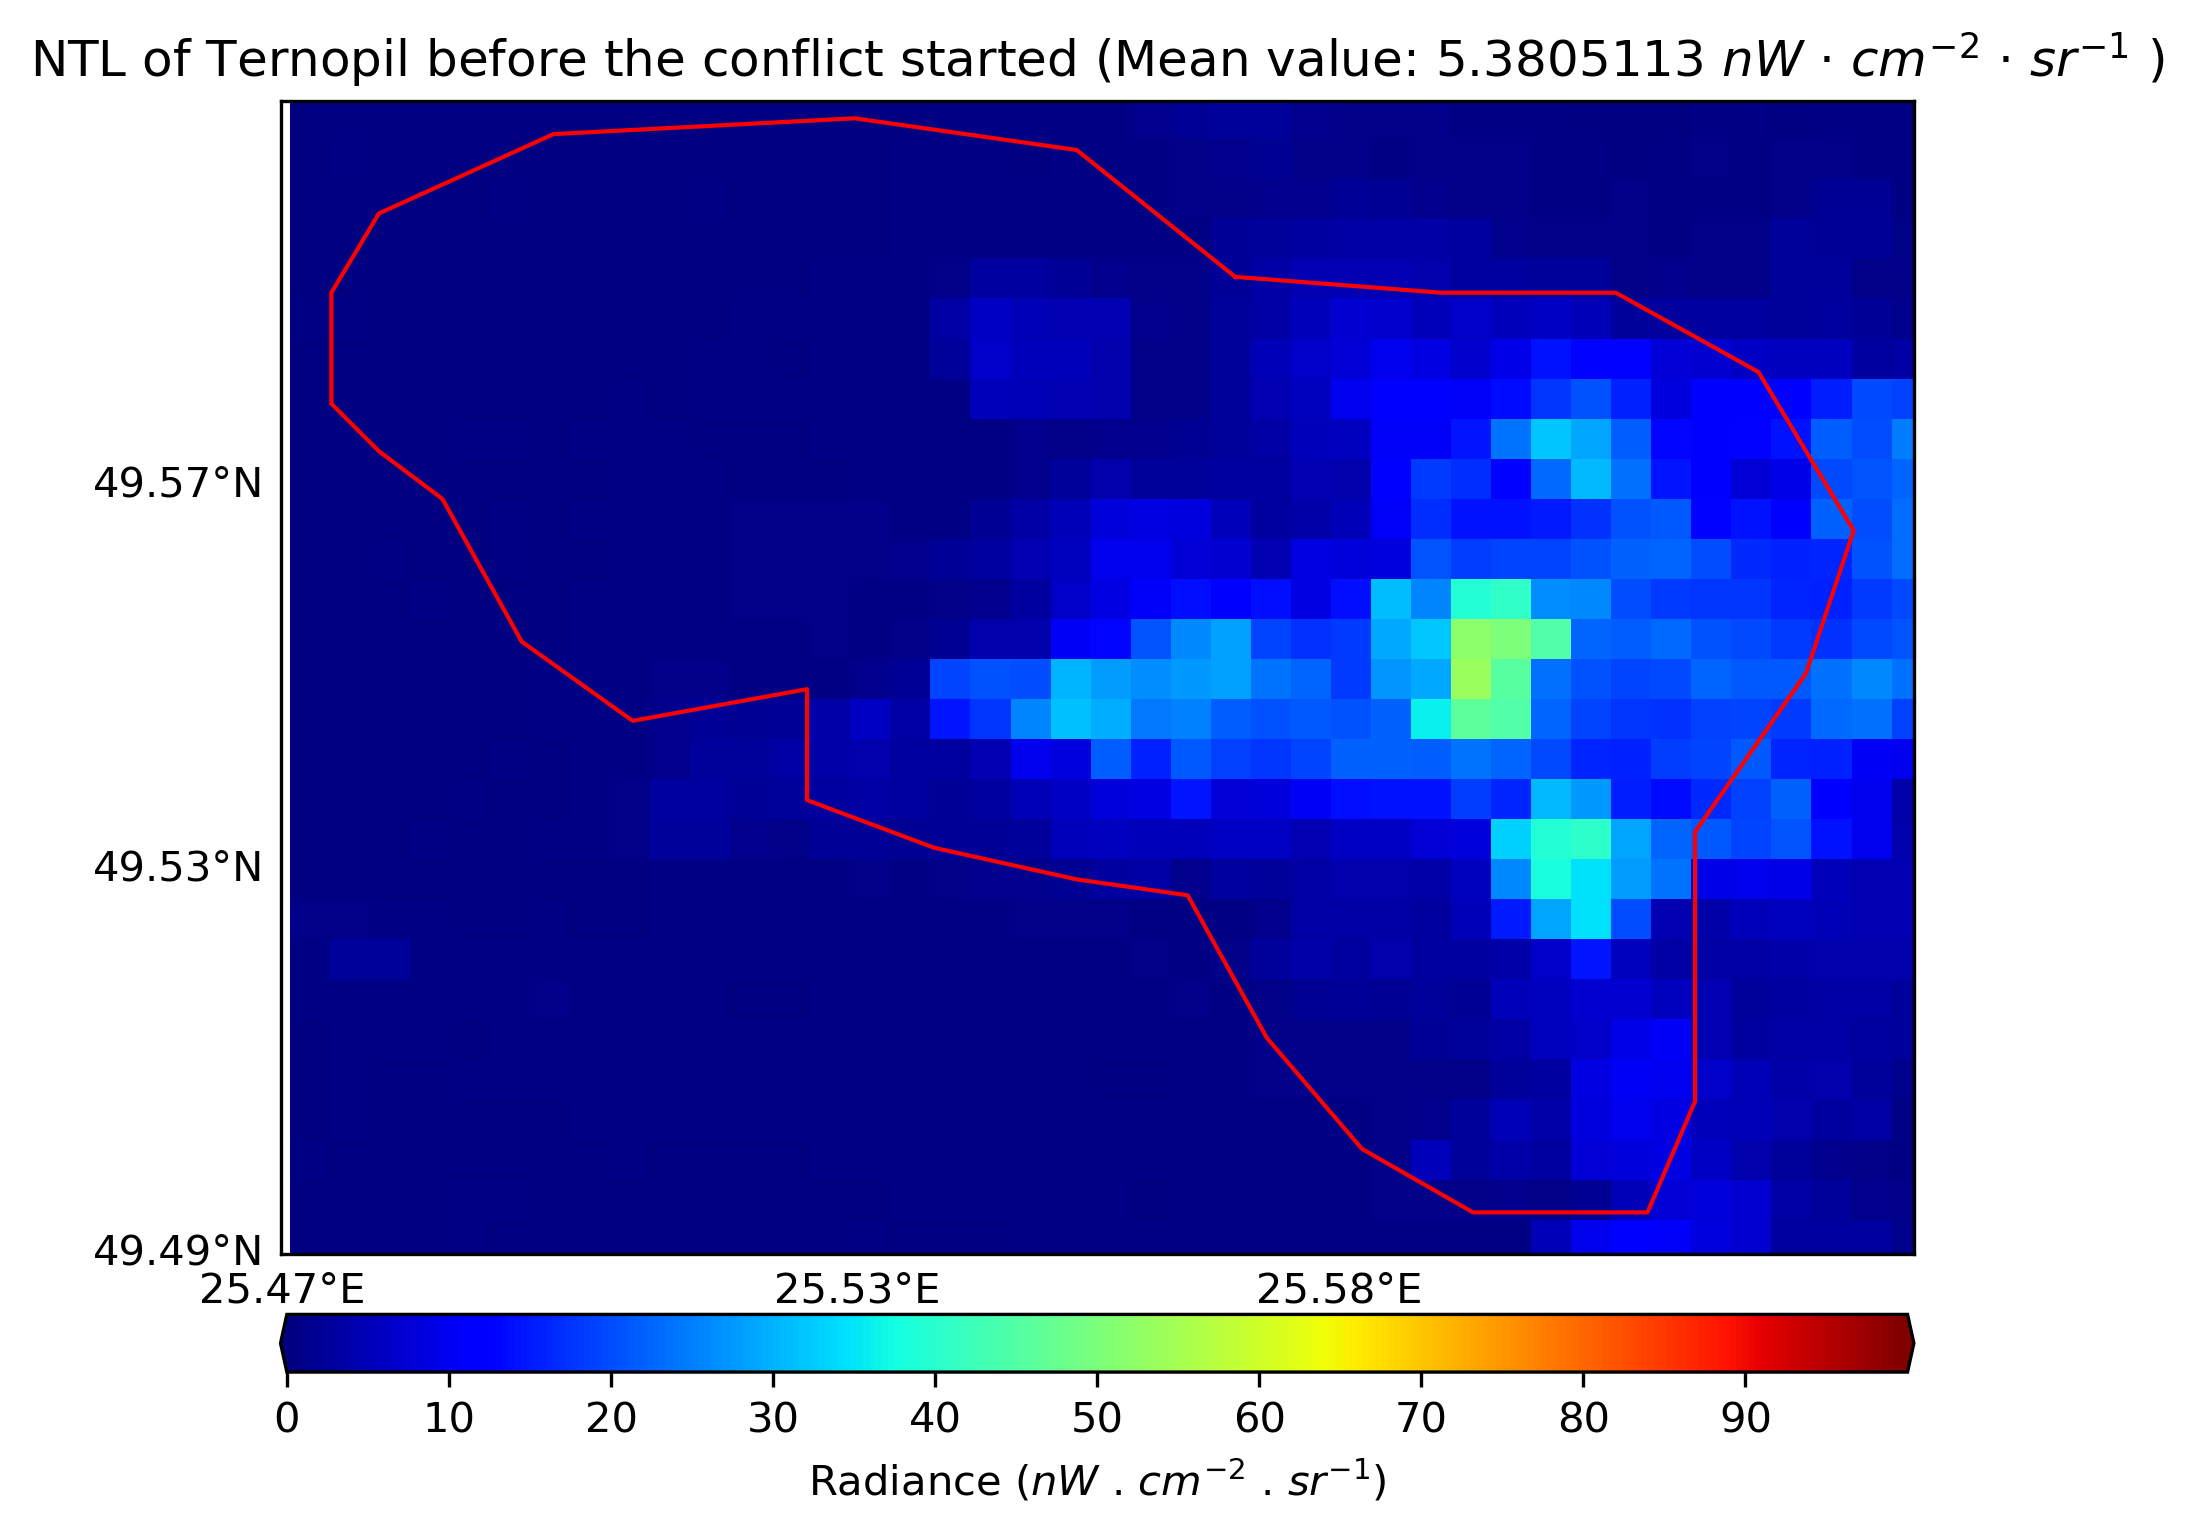 NTL of Ternopil before the conflict started (Mean value: 5.3805113 nW · cm⁻² · sr⁻¹ )
49.57°N
49.53°N
49.49°N
25.47°E 25.53°E 25.58°E
0 10 20 30 40 50 60 70 80 90
Radiance (nW . cm⁻² . sr⁻¹)